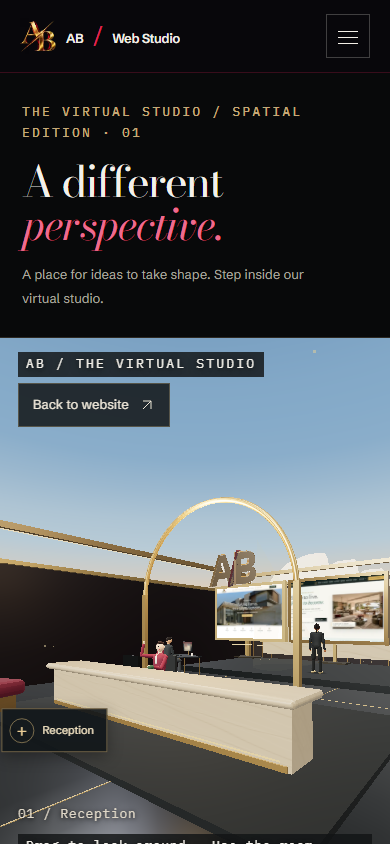 AB
AB / Web Studio
THE VIRTUAL STUDIO / SPATIAL
EDITION · 01
A different
perspective.
A place for ideas to take shape. Step inside our
virtual studio.
AB / THE VIRTUAL STUDIO
Back to website
AB
Reception
01 / Reception